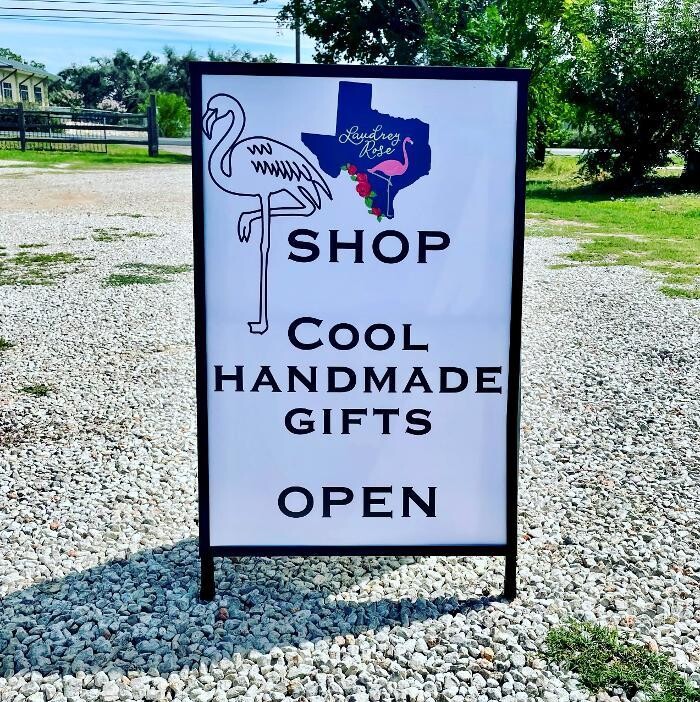 Laudrey
Rose
SHOP
COOL
HANDMADE
GIFTS
OPEN